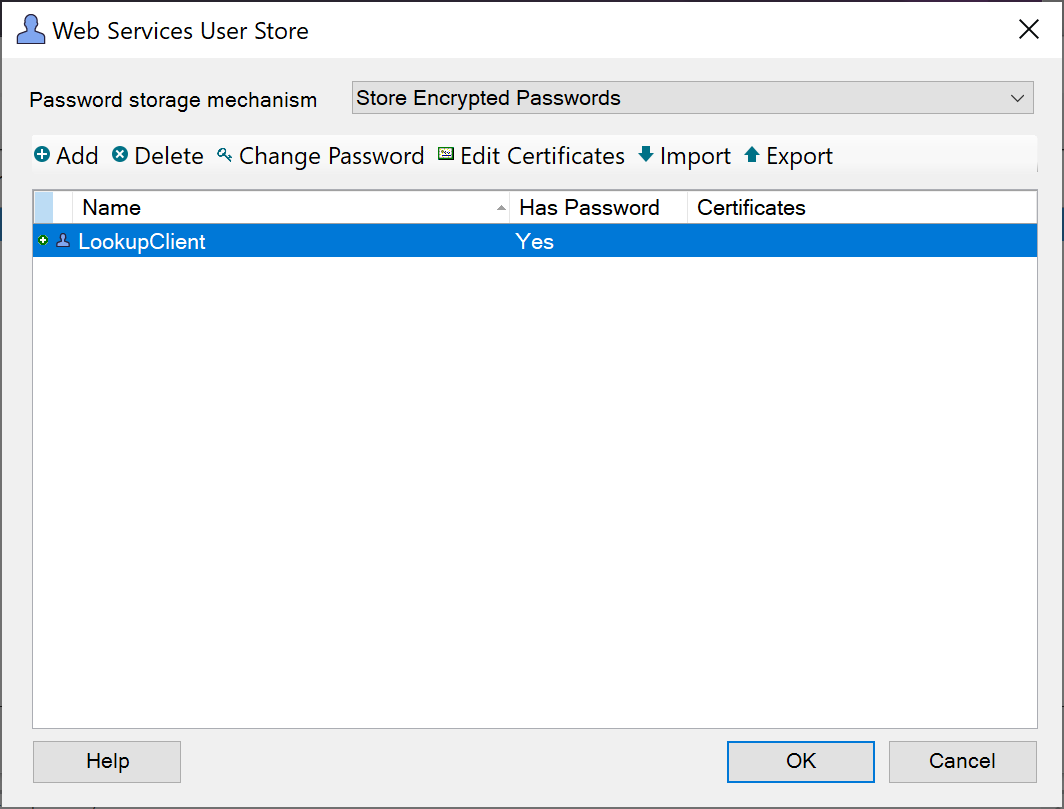 Web Services User Store
Password storage mechanism Store Encrypted Passwords
Add Delete Change Password Edit Certificates Import Export
Name Has Password Certificates
LookupClient Yes
Help OK Cancel